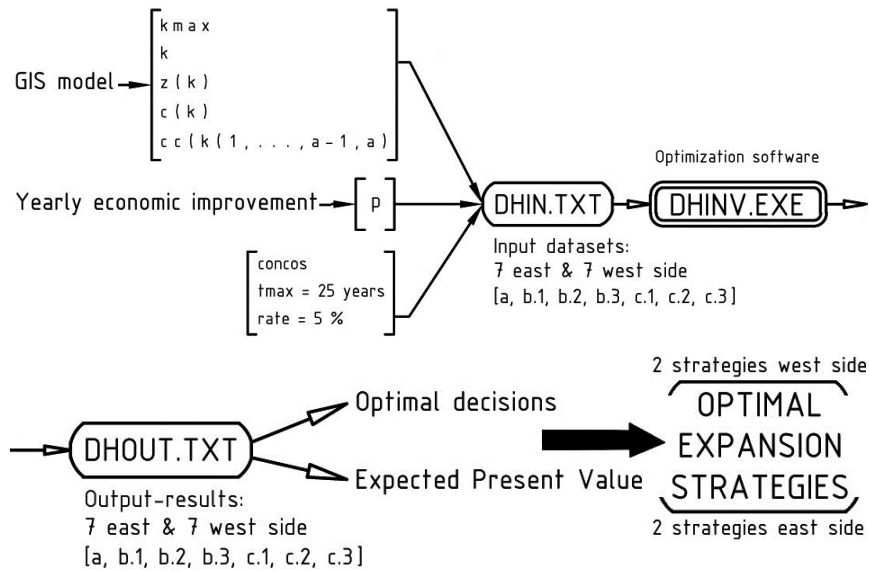 kmax
k
GIS model
z(k)
c(k)
cc(k(1,...,a-1,a)
Optimization software
Yearly economic improvement
p
DHIN.TXT
DHINV.EXE
Input datasets:
7 east & 7 west side
[a, b.1, b.2, b.3, c.1, c.2, c.3]
concos
tmax = 25 years
rate = 5 %
2 strategies west side
DHOUT.TXT
Optimal decisions
Expected Present Value
OPTIMAL
EXPANSION
STRATEGIES
2 strategies east side
Output-results:
7 east & 7 west side
[a, b.1, b.2, b.3, c.1, c.2, c.3]